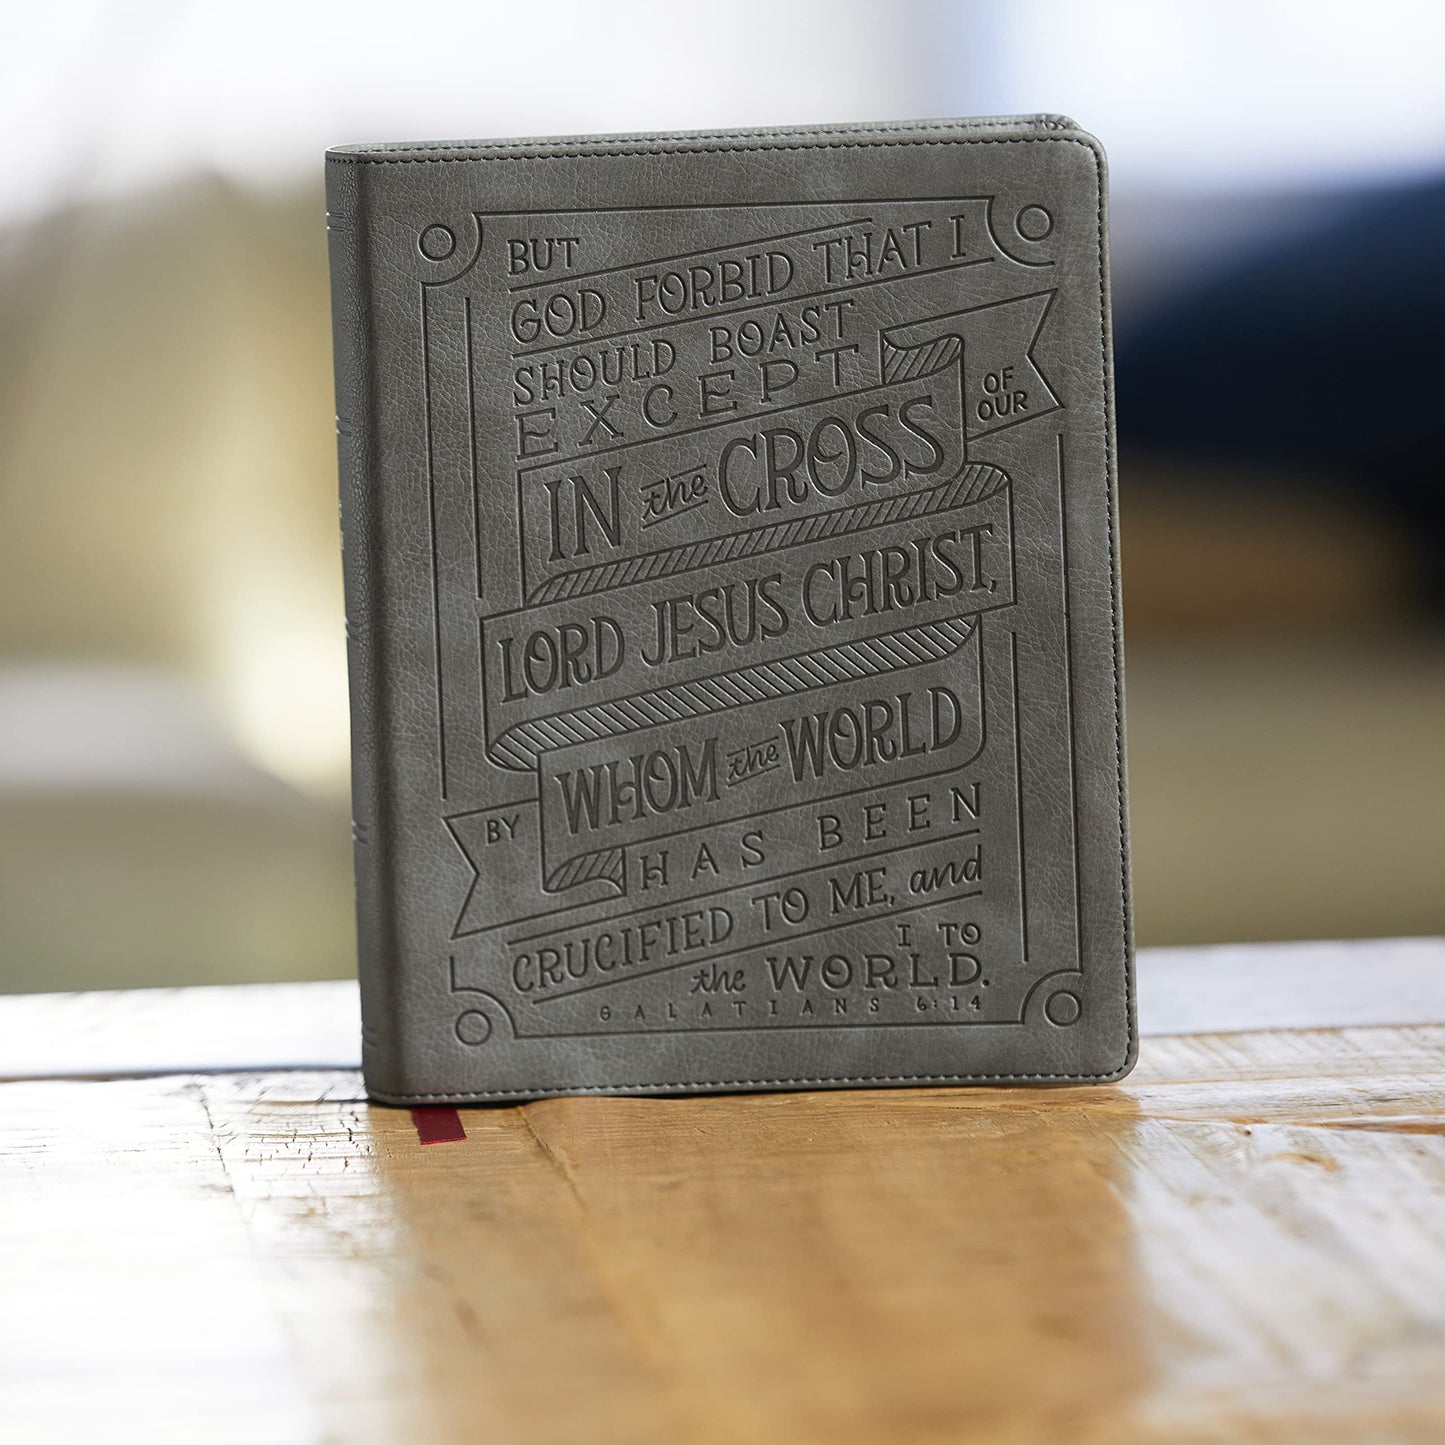 BUT
GOD FORBID THAT I
SHOULD BOAST
EXCEPT
IN the CROSS
OF
OUR
LORD JESUS CHRIST,
BY
WHOM the WORLD
HAS BEEN
CRUCIFIED TO ME, and
I TO
the WORLD.
GALATIANS 6:14